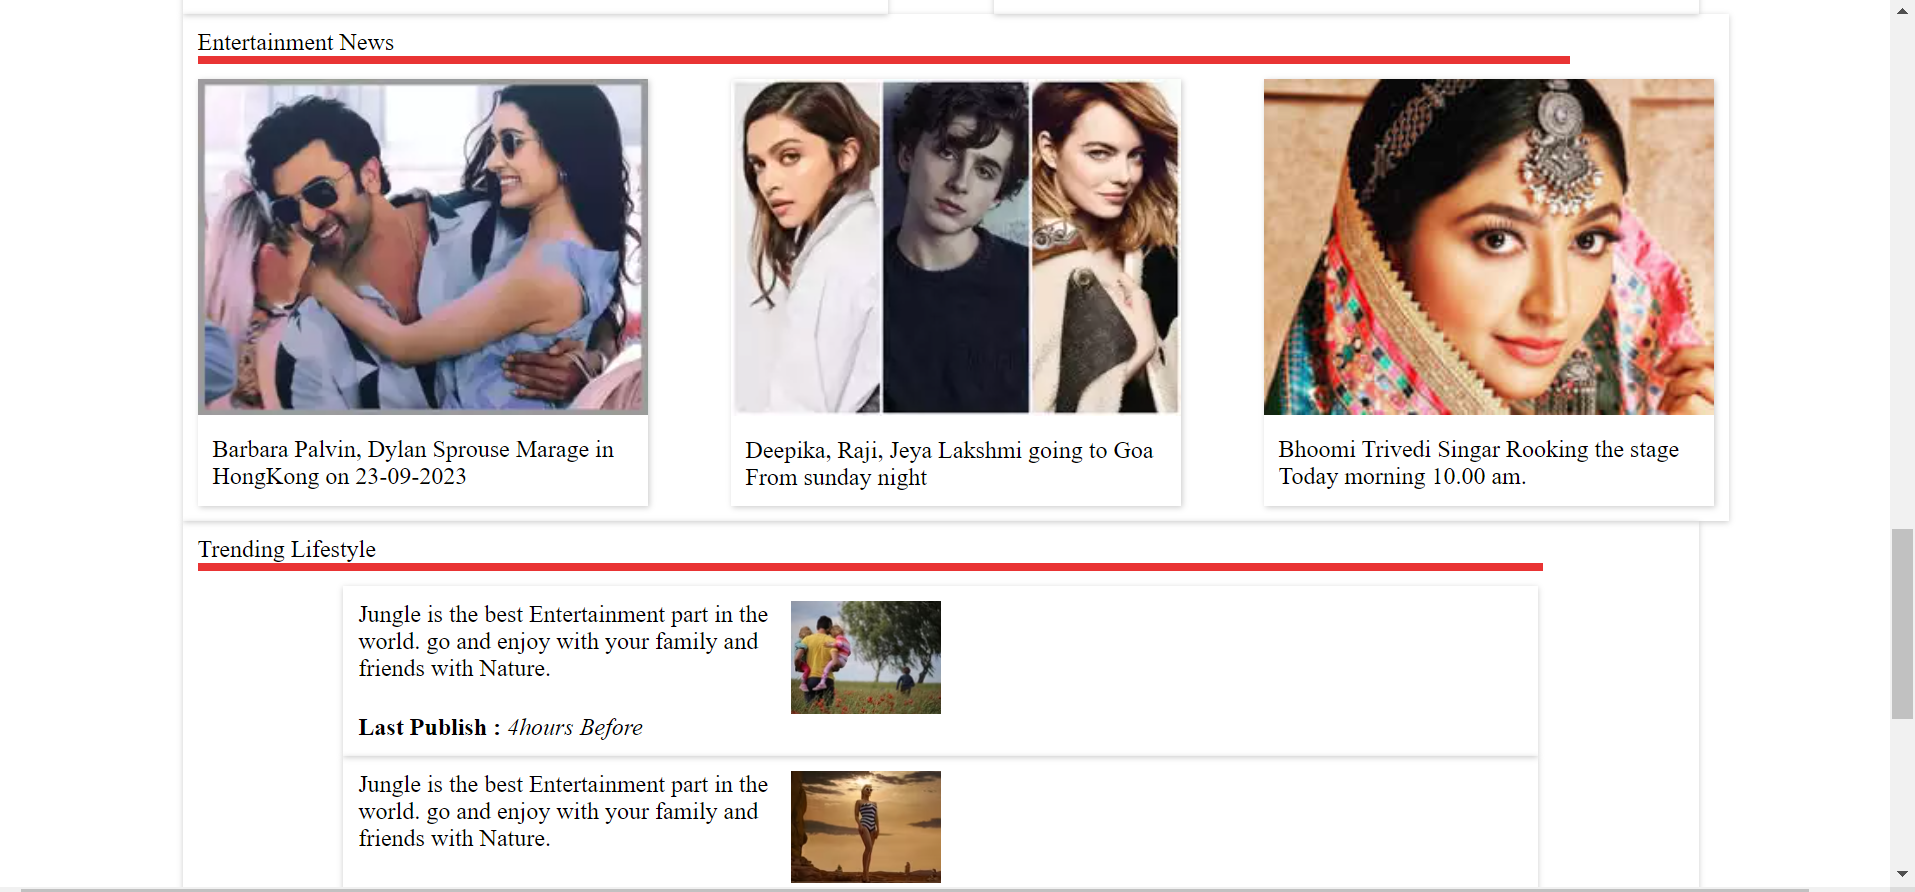 Entertainment News
Barbara Palvin, Dylan Sprouse Marage in
HongKong on 23-09-2023
Deepika, Raji, Jeya Lakshmi going to Goa
From sunday night
Bhoomi Trivedi Singar Rooking the stage
Today morning 10.00 am.
Trending Lifestyle
Jungle is the best Entertainment part in the
world. go and enjoy with your family and
friends with Nature.
Last Publish : 4hours Before
Jungle is the best Entertainment part in the
world. go and enjoy with your family and
friends with Nature.